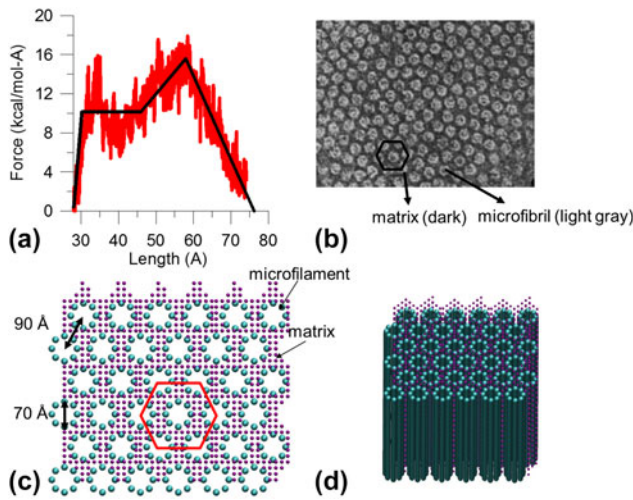 20
16
12
8
4
0
Force (kcal/mol-A)
30 40 50 60 70 80
Length (A)
(a)
matrix (dark)
microfibril (light gray)
(b)
microfilament
matrix
90 Å
70 Å
(c)
(d)